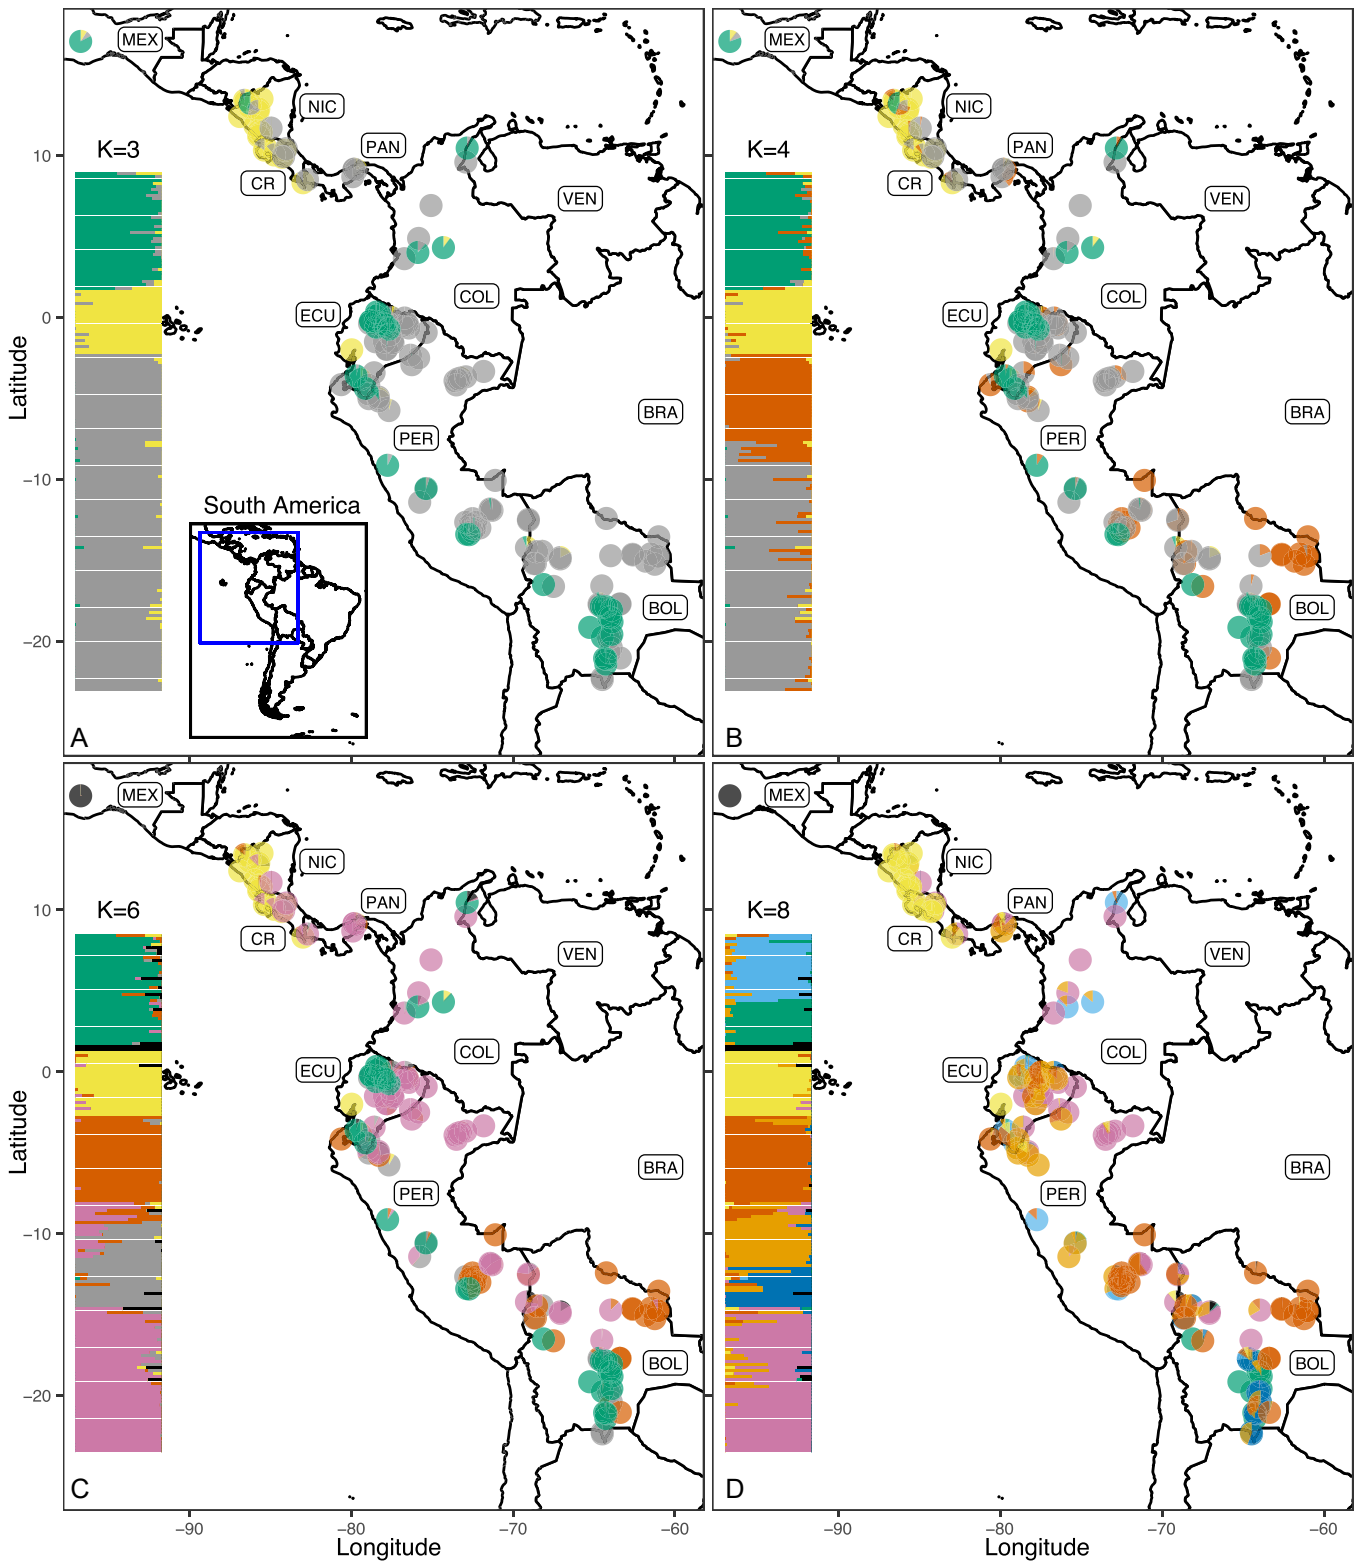 MEX
NIC
PAN
CR
VEN
COL
ECU
BRA
PER
BOL
K=3
South America
A
10
0
−10
−20
Latitude
MEX
NIC
PAN
CR
VEN
COL
ECU
BRA
PER
BOL
K=4
B
MEX
NIC
PAN
CR
VEN
COL
ECU
BRA
PER
BOL
K=6
C
10
0
−10
−20
Latitude
−90
−80
−70
−60
Longitude
MEX
NIC
PAN
CR
VEN
COL
ECU
BRA
PER
BOL
K=8
D
−90
−80
−70
−60
Longitude